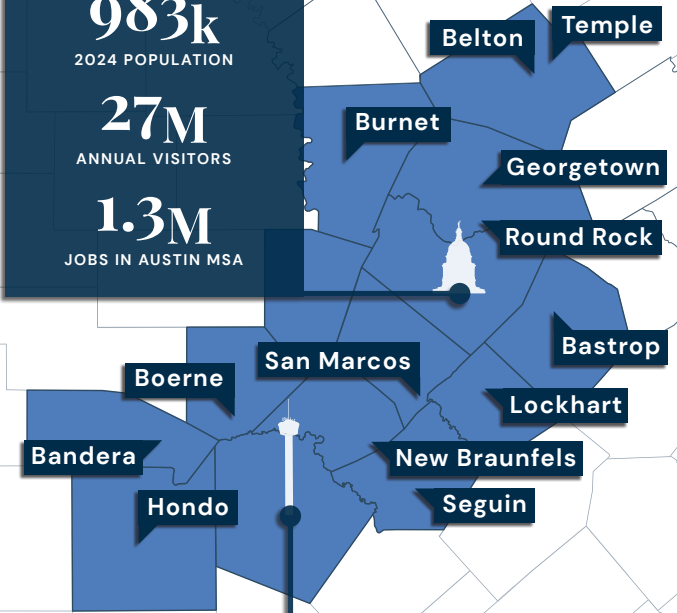 983k
2024 POPULATION
27M
ANNUAL VISITORS
1.3M
JOBS IN AUSTIN MSA
Temple
Belton
Burnet
Georgetown
Round Rock
Bastrop
San Marcos
Boerne
Lockhart
Bandera
New Braunfels
Hondo
Seguin